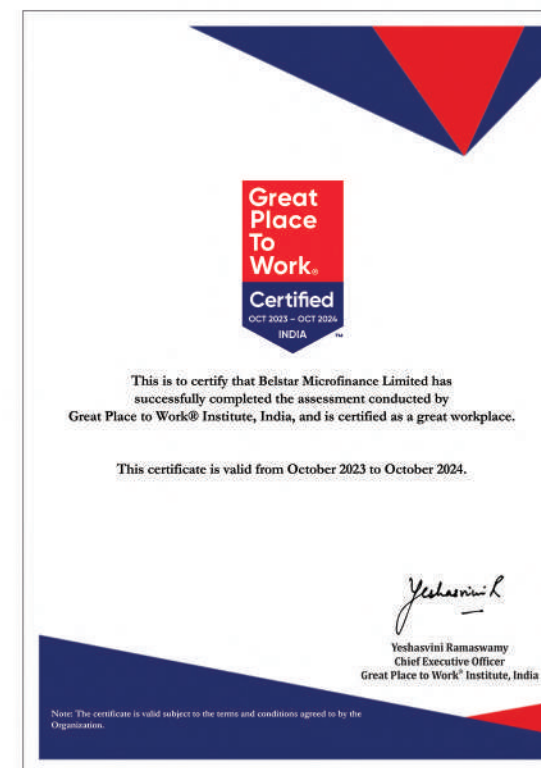 Great
Place
To
Work®
Certified
OCT 2023 – OCT 2024
INDIA
™
This is to certify that Belstar Microfinance Limited has
successfully completed the assessment conducted by
Great Place to Work® Institute, India, and is certified as a great workplace.
This certificate is valid from October 2023 to October 2024.
Yeshasvini R
Yeshasvini Ramaswamy
Chief Executive Officer
Great Place to Work® Institute, India
Note: The certificate is valid subject to the terms and conditions agreed to by the
Organization.